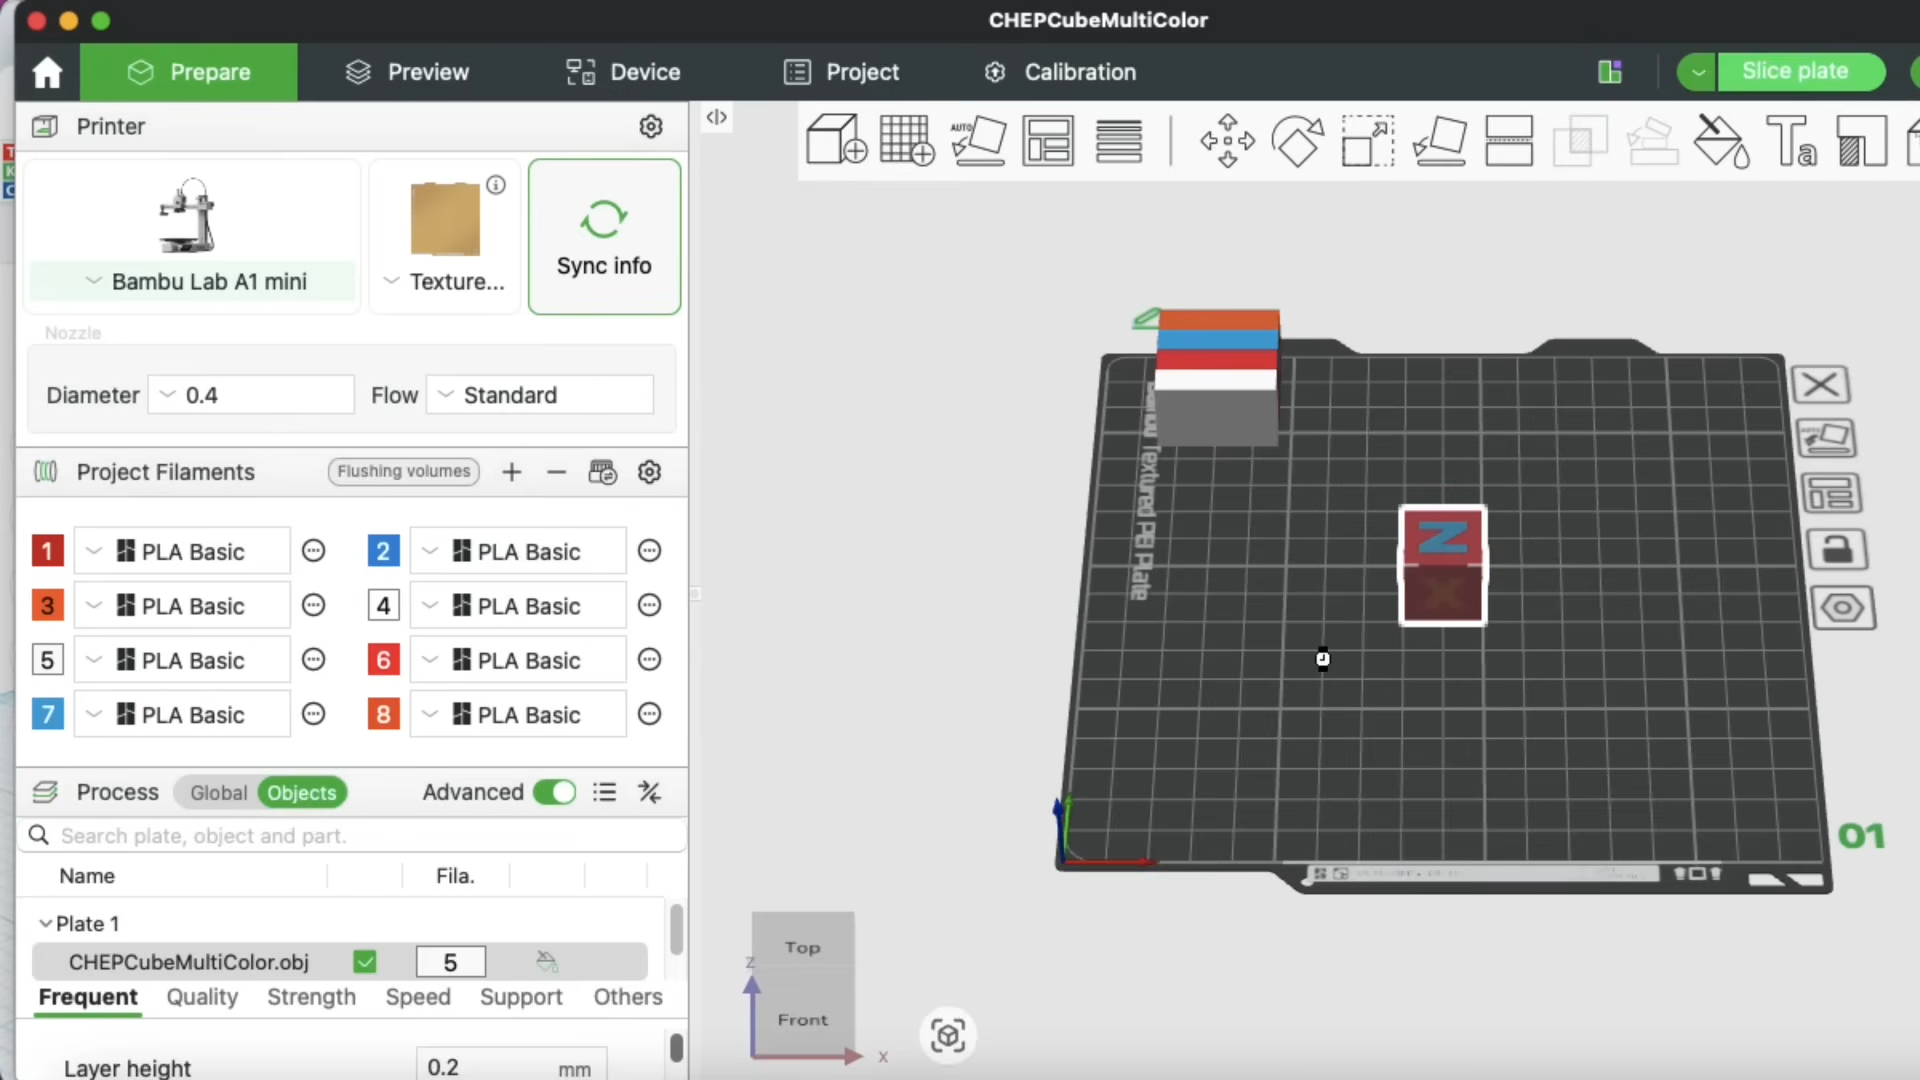 CHEPCubeMultiColor
Prepare
Preview
Device
Project
Calibration
Slice plate
Printer
Bambu Lab A1 mini
Texture...
Sync info
Nozzle
Diameter 0.4 Flow Standard
Project Filaments Flushing volumes
1 PLA Basic 2 PLA Basic
3 PLA Basic 4 PLA Basic
5 PLA Basic 6 PLA Basic
7 PLA Basic 8 PLA Basic
Process Global Objects Advanced
Search plate, object and part.
Name Fila.
Plate 1
CHEPCubeMultiColor.obj 5
Frequent Quality Strength Speed Support Others
Layer height 0.2 mm
AUTO
Ta
Bambu Textured PEI Plate
Z
X
01
Top
Front
Z
X